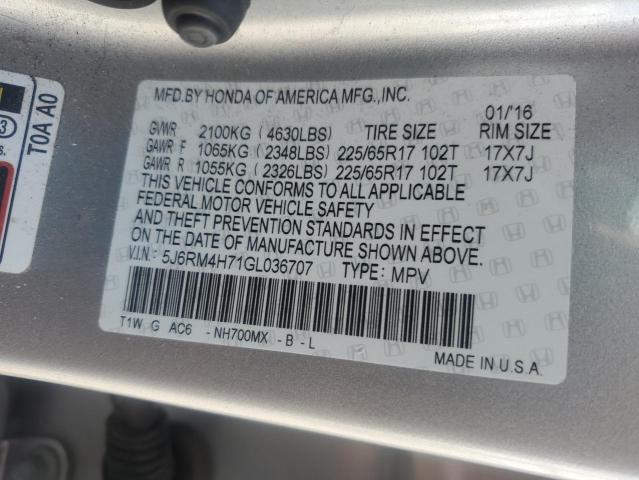 MFD.BY HONDA OF AMERICA MFG.,INC.
01/'16
GVWR 2100KG (4630LBS) TIRE SIZE RIM SIZE
GAWR F 1065KG (2348LBS) 225/65R17 102T 17X7J
GAWR R 1055KG (2326LBS) 225/65R17 102T 17X7J
THIS VEHICLE CONFORMS TO ALL APPLICABLE
FEDERAL MOTOR VEHICLE SAFETY
AND THEFT PREVENTION STANDARDS IN EFFECT
ON THE DATE OF MANUFACTURE SHOWN ABOVE.
V.I.N.: 5J6RM4H71GL036707 TYPE: MPV
T1W G AC6 -NH700MX -B-L
MADE IN U.S.A.
T0A A0
3
s.